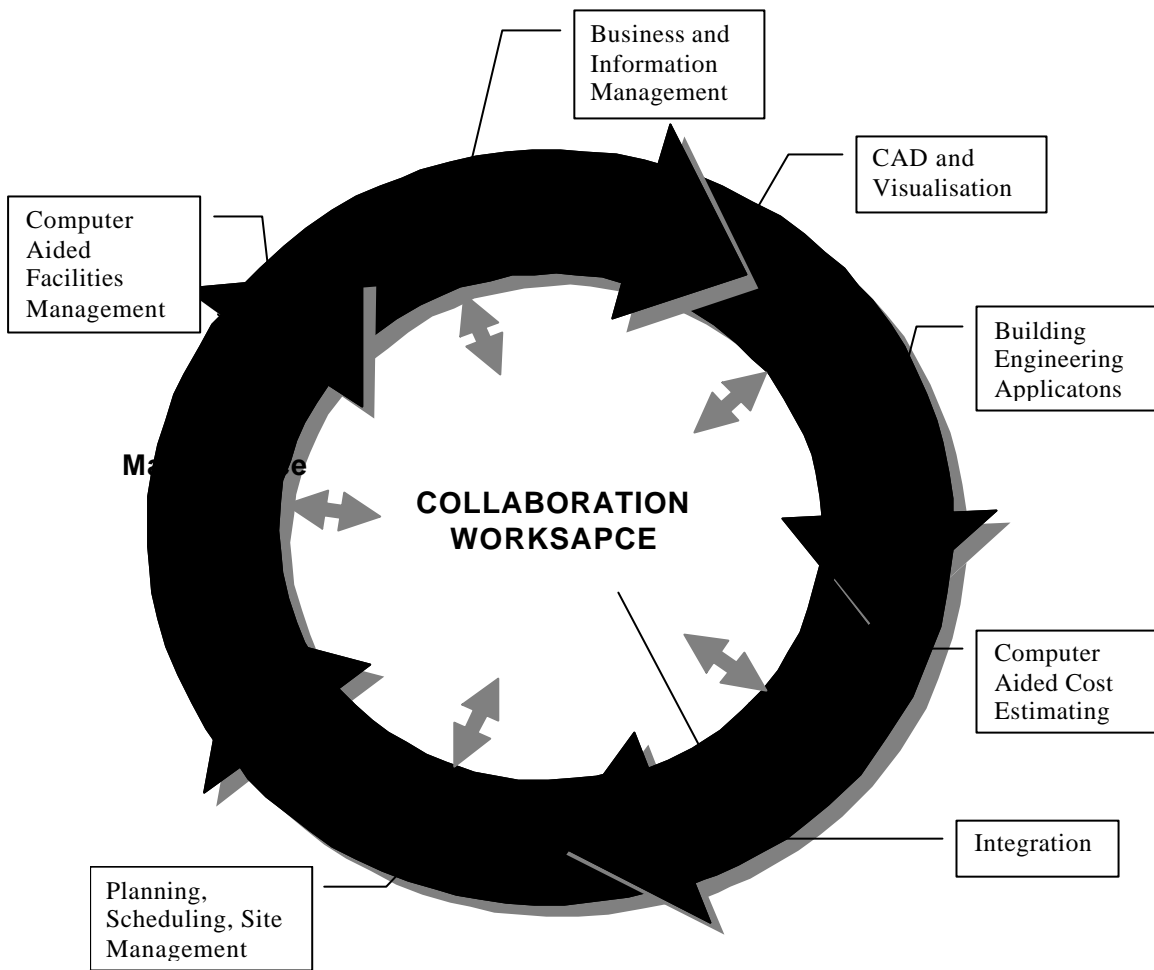 Business and
Information
Management
CAD and
Visualisation
Computer
Aided
Facilities
Management
Building
Engineering
Applicatons
COLLABORATION
WORKSAPCE
Computer
Aided Cost
Estimating
Integration
Planning,
Scheduling, Site
Management